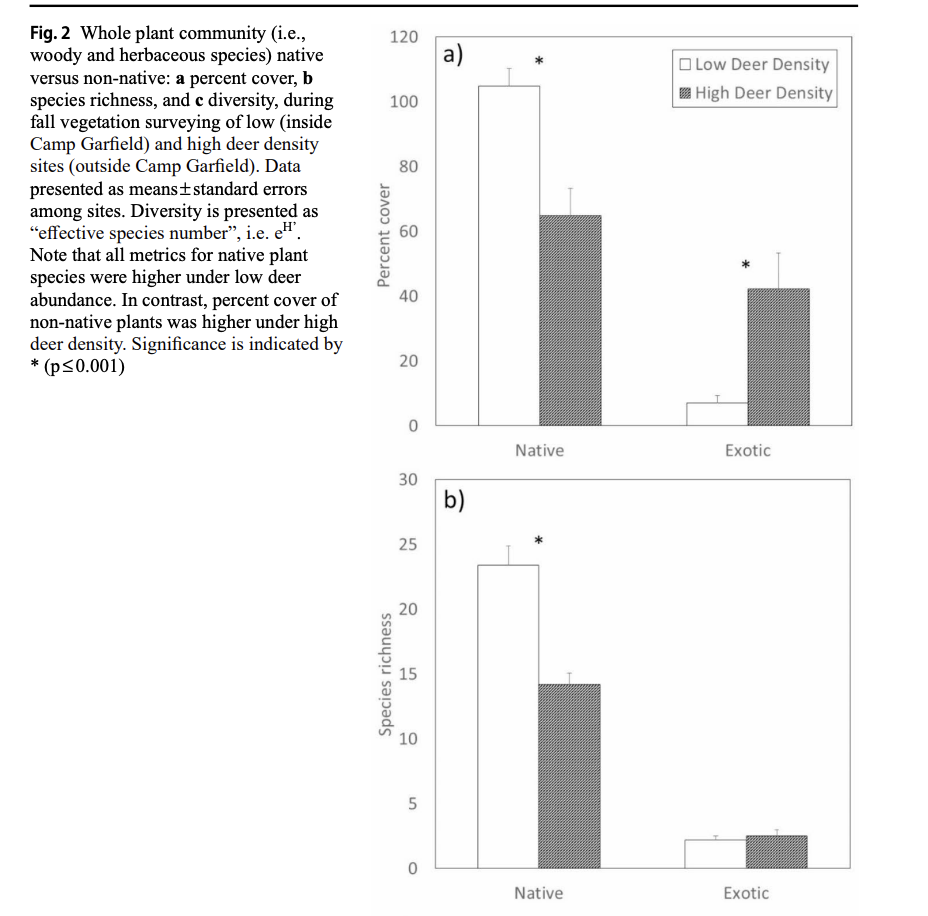 Fig. 2 Whole plant community (i.e.,
woody and herbaceous species) native
versus non-native: a percent cover, b
species richness, and c diversity, during
fall vegetation surveying of low (inside
Camp Garfield) and high deer density
sites (outside Camp Garfield). Data
presented as means±standard errors
among sites. Diversity is presented as
“effective species number”, i.e. eH’.
Note that all metrics for native plant
species were higher under low deer
abundance. In contrast, percent cover of
non-native plants was higher under high
deer density. Significance is indicated by
* (p≤0.001)
a)
Low Deer Density
High Deer Density
*
*
Percent cover
120
100
80
60
40
20
0
Native Exotic
b)
*
Species richness
30
25
20
15
10
5
0
Native Exotic